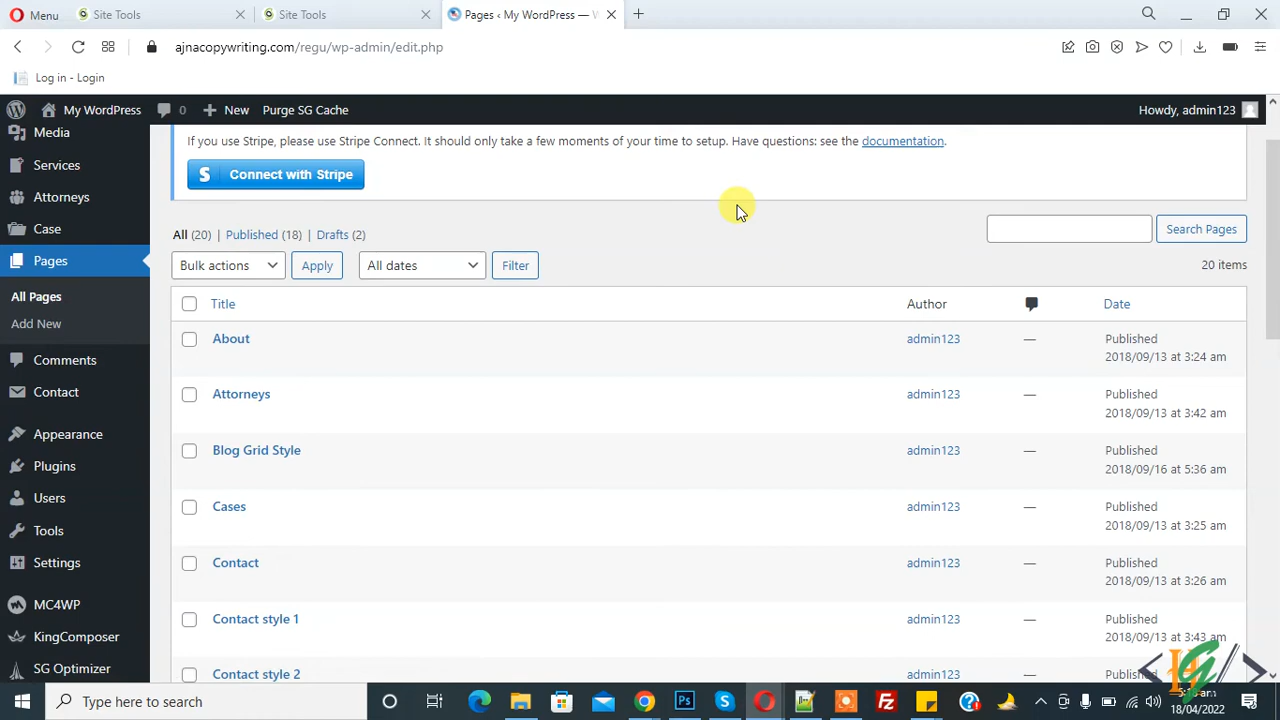 Menu
Site Tools
Site Tools
Pages ‹ My WordPress — W
ajnacopywriting.com/regu/wp-admin/edit.php
Log in - Login
My WordPress
0
New
Purge SG Cache
Howdy, admin123
Media
Services
Attorneys
Case
Pages
All Pages
Add New
Comments
Contact
Appearance
Plugins
Users
Tools
Settings
MC4WP
KingComposer
SG Optimizer
If you use Stripe, please use Stripe Connect. It should only take a few moments of your time to setup. Have questions: see the documentation.
S Connect with Stripe
All (20) | Published (18) | Drafts (2)
Search Pages
Bulk actions
Apply
All dates
Filter
20 items
Title Author Date
About admin123 — Published
2018/09/13 at 3:24 am
Attorneys admin123 — Published
2018/09/13 at 3:42 am
Blog Grid Style admin123 — Published
2018/09/16 at 5:36 am
Cases admin123 — Published
2018/09/13 at 3:25 am
Contact admin123 — Published
2018/09/13 at 3:26 am
Contact style 1 admin123 — Published
2018/09/13 at 3:43 am
Contact style 2 admin123
Type here to search
18/04/2022